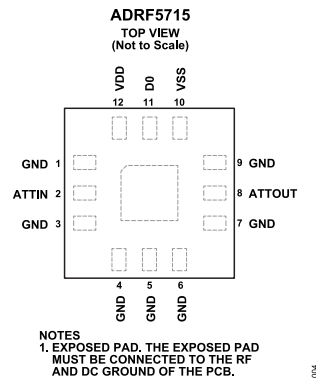 ADRF5715
TOP VIEW
(Not to Scale)
VDD D0 VSS
12 11 10
GND 1 9 GND
ATTIN 2 8 ATTOUT
GND 3 7 GND
4 5 6
GND GND GND
NOTES
1. EXPOSED PAD. THE EXPOSED PAD
MUST BE CONNECTED TO THE RF
AND DC GROUND OF THE PCB.
004